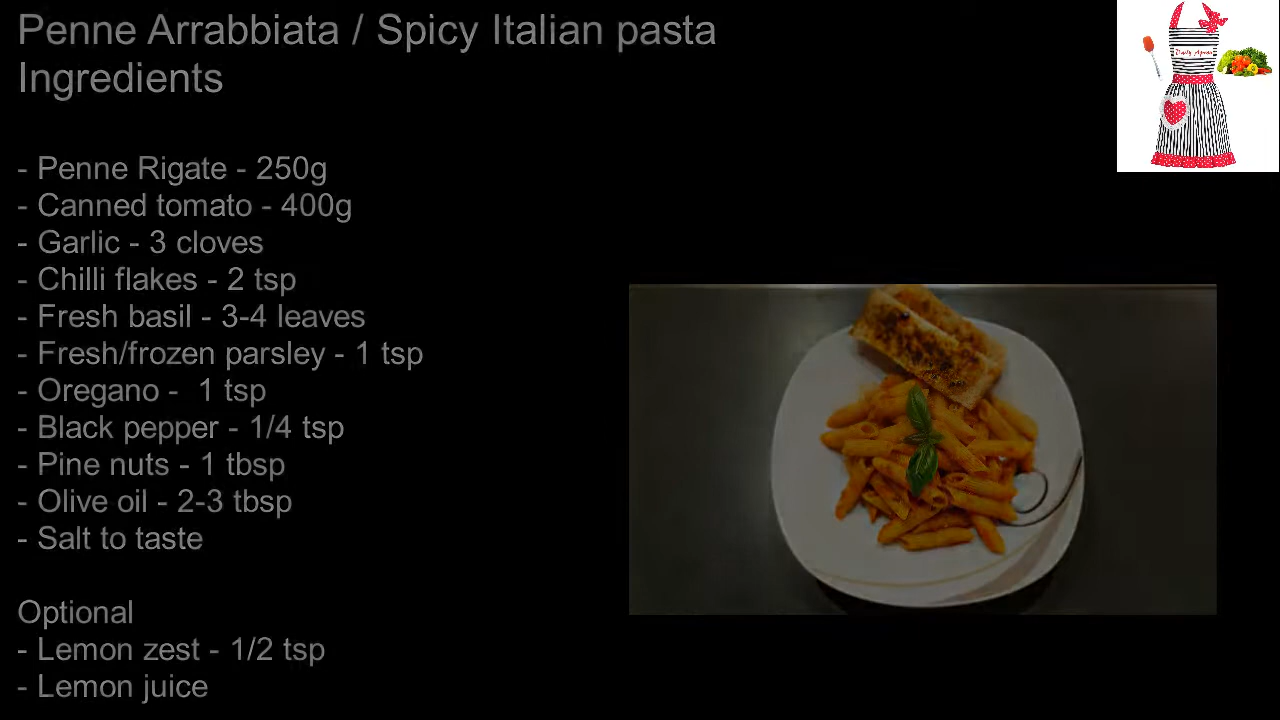 Penne Arrabbiata / Spicy Italian pasta
Ingredients
- Penne Rigate - 250g
- Canned tomato - 400g
- Garlic - 3 cloves
- Chilli flakes - 2 tsp
- Fresh basil - 3-4 leaves
- Fresh/frozen parsley - 1 tsp
- Oregano -  1 tsp
- Black pepper - 1/4 tsp
- Pine nuts - 1 tbsp
- Olive oil - 2-3 tbsp
- Salt to taste
Optional
- Lemon zest - 1/2 tsp
- Lemon juice